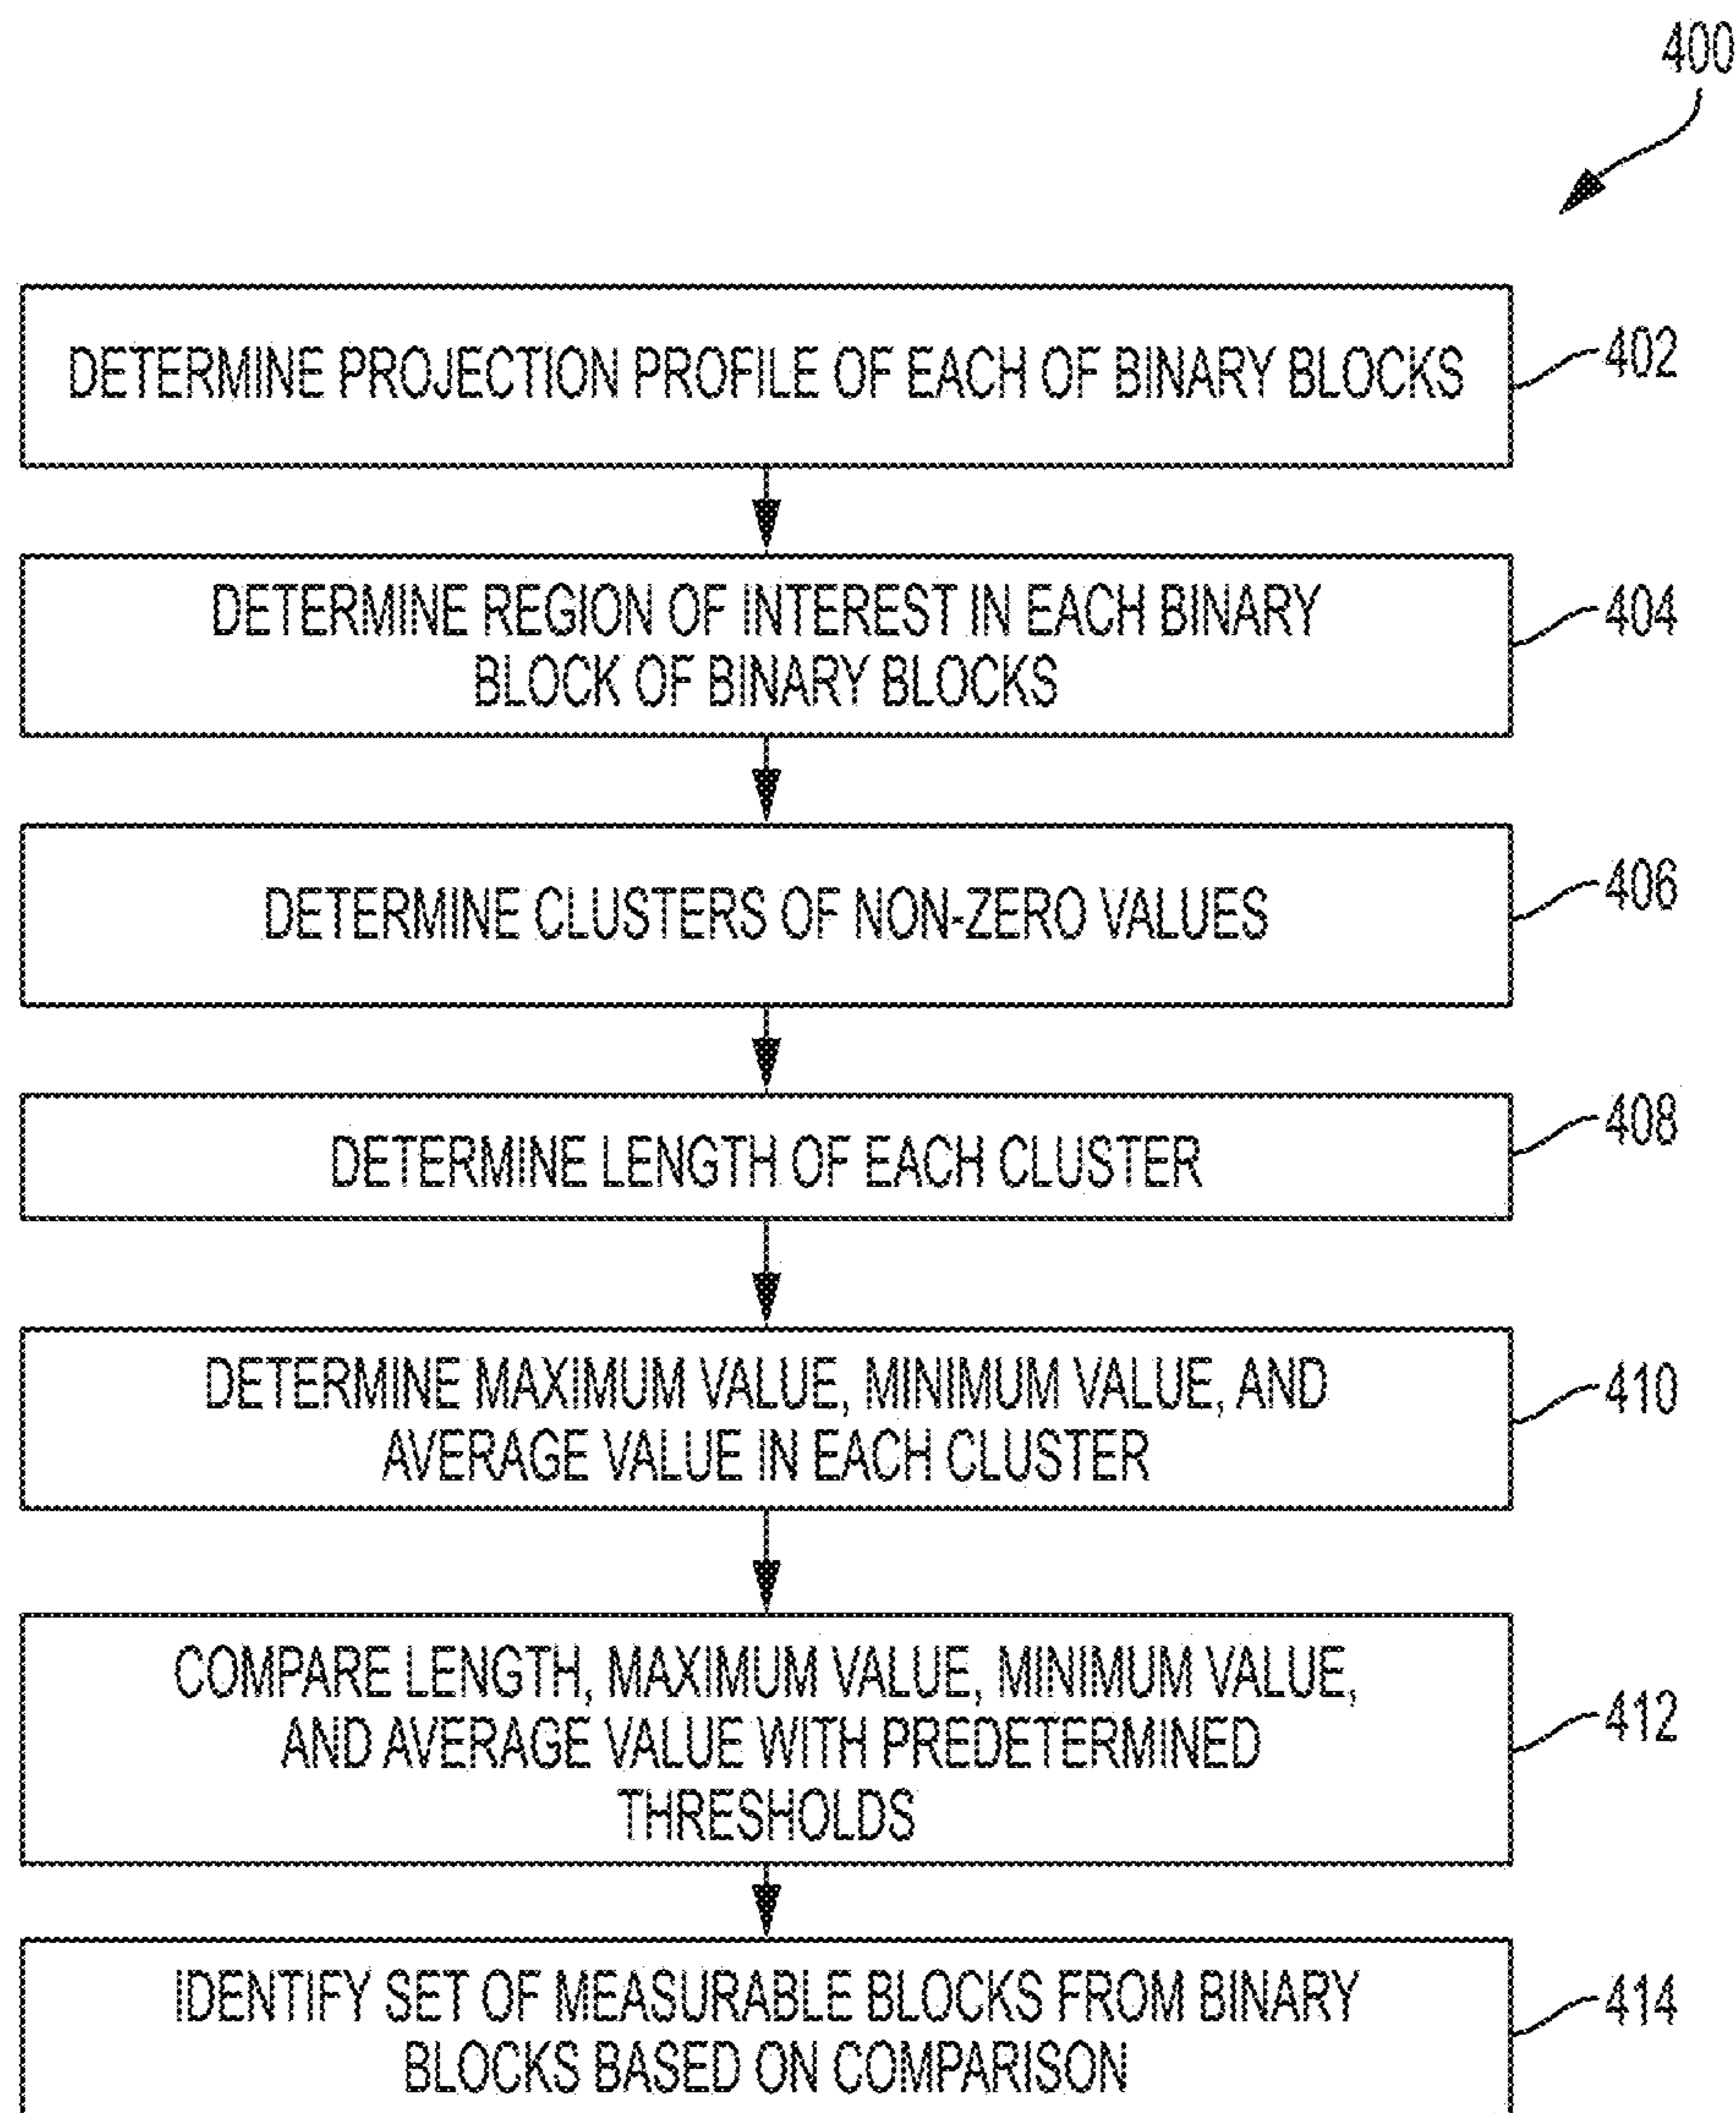 400
DETERMINE PROJECTION PROFILE OF EACH OF BINARY BLOCKS
402
DETERMINE REGION OF INTEREST IN EACH BINARY
BLOCK OF BINARY BLOCKS
404
DETERMINE CLUSTERS OF NON-ZERO VALUES
406
DETERMINE LENGTH OF EACH CLUSTER
408
DETERMINE MAXIMUM VALUE, MINIMUM VALUE, AND
AVERAGE VALUE IN EACH CLUSTER
410
COMPARE LENGTH, MAXIMUM VALUE, MINIMUM VALUE,
AND AVERAGE VALUE WITH PREDETERMINED
THRESHOLDS
412
IDENTIFY SET OF MEASURABLE BLOCKS FROM BINARY
BLOCKS BASED ON COMPARISON
414